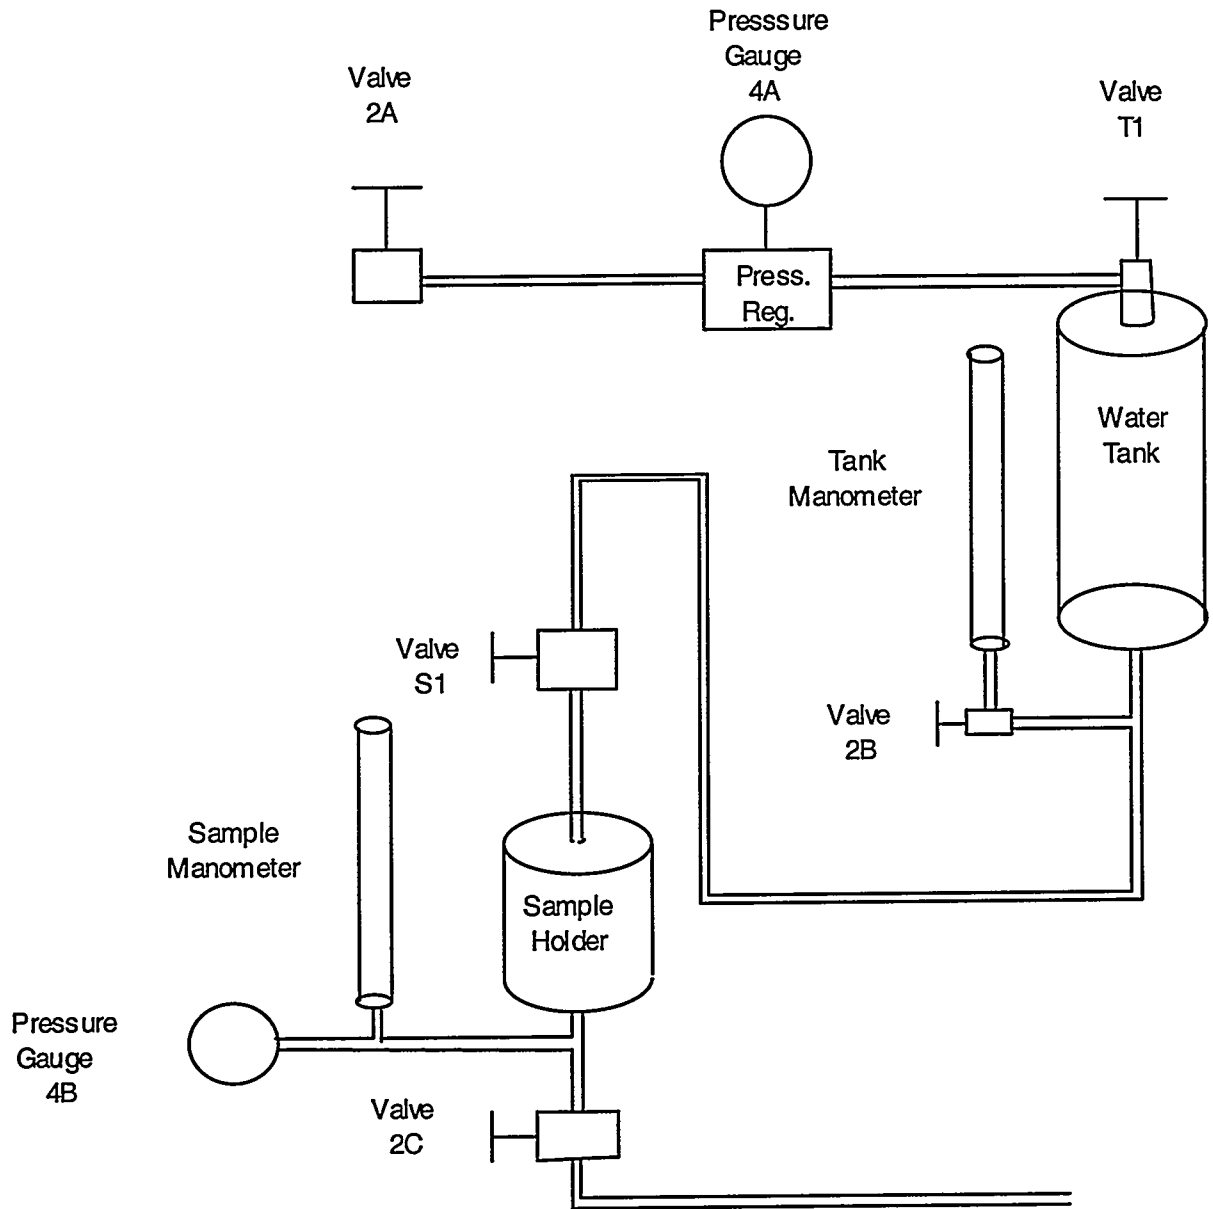 Presssure
Gauge
4A
Valve
2A
Valve
T1
Press.
Reg.
Water
Tank
Tank
Manometer
Valve
S1
Valve
2B
Sample
Manometer
Sample
Holder
Pressure
Gauge
4B
Valve
2C